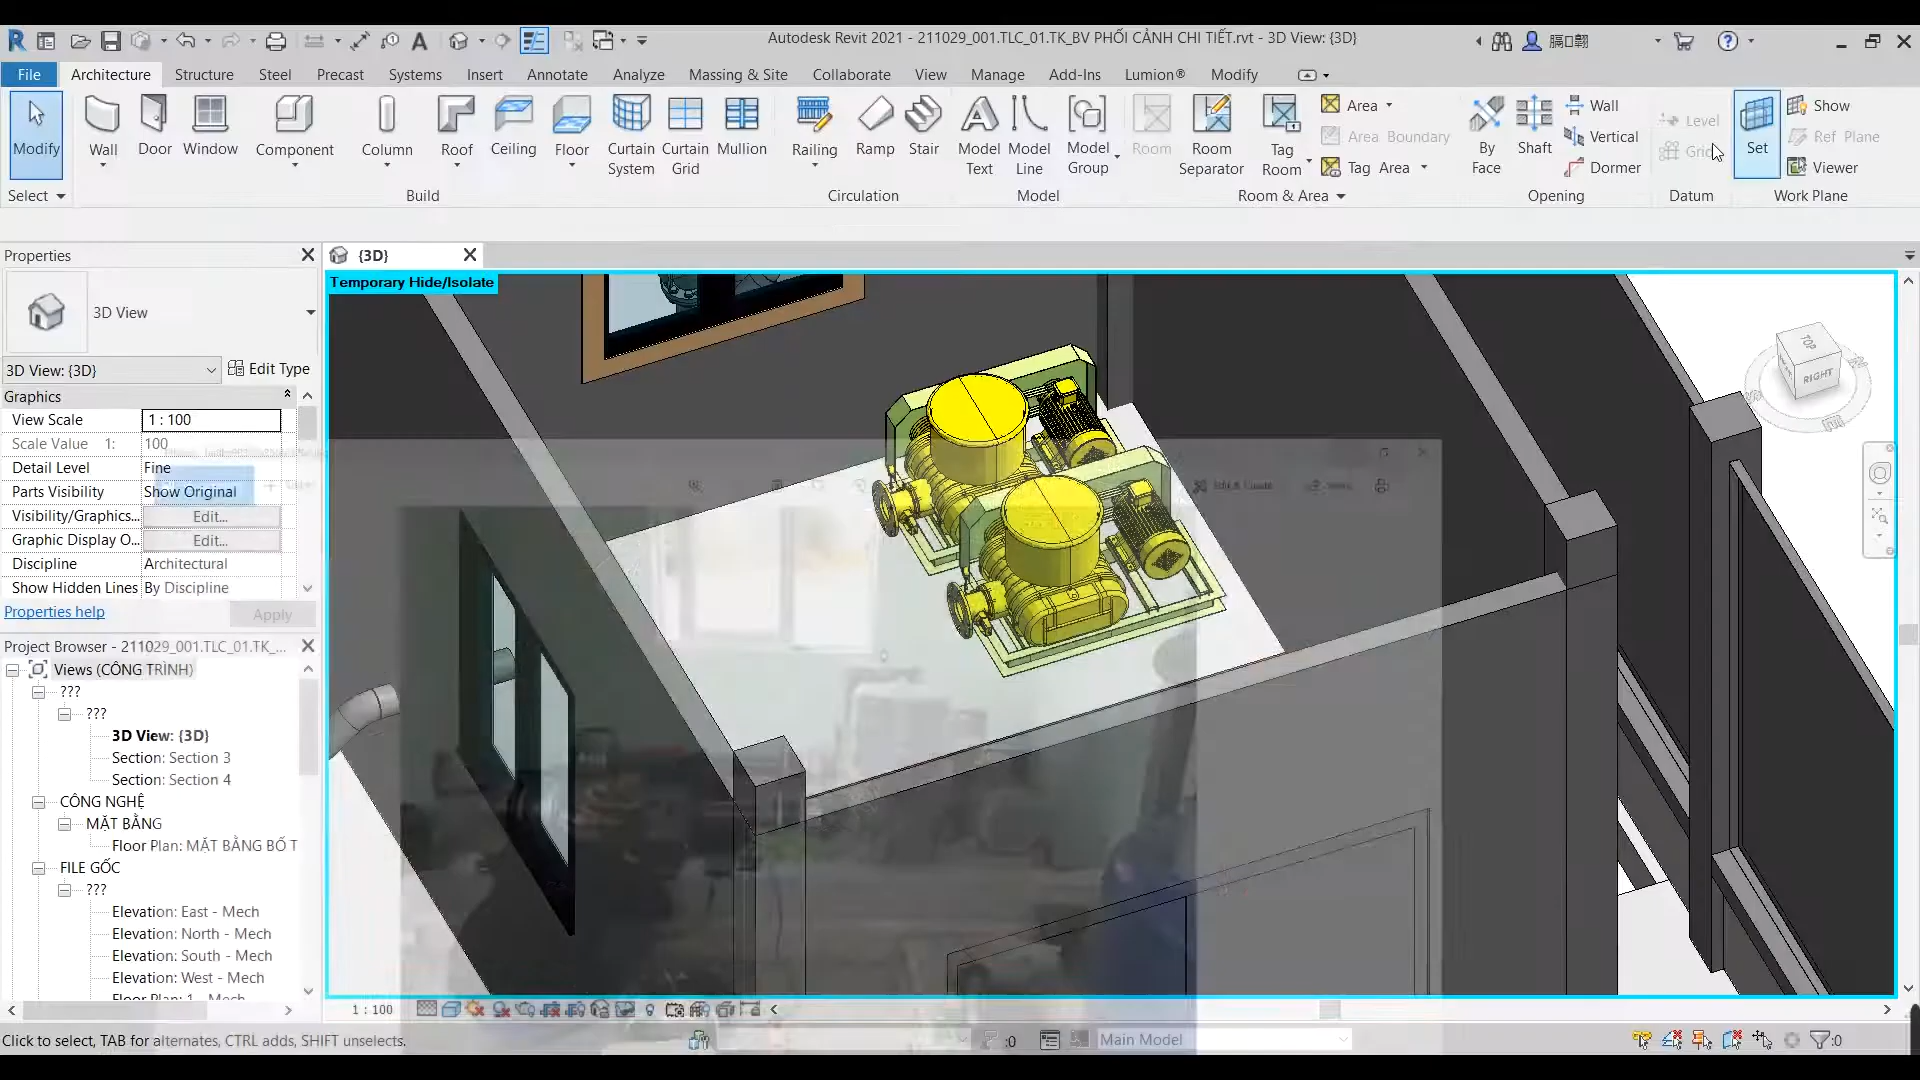 Autodesk Revit 2021 - 211029_001.TLC_01.TK_BV PHỐI CẢNH CHI TIẾT.rvt - 3D View: {3D}
File Architecture Structure Steel Precast Systems Insert Annotate Analyze Massing & Site Collaborate View Manage Add-Ins Lumion® Modify
Modify
Wall
Door
Window
Component
Column
Roof
Ceiling
Floor
Curtain System
Curtain Grid
Mullion
Railing
Ramp
Stair
Model Text
Model Line
Model Group
Room
Room Separator
Tag Room
Area
Area Boundary
Tag Area
By Face
Shaft
Wall
Vertical
Dormer
Level
Grid
Set
Show
Ref Plane
Viewer
Select
Build
Circulation
Model
Room & Area
Opening
Datum
Work Plane
Properties
{3D}
Temporary Hide/Isolate
3D View
3D View: {3D}
Edit Type
Graphics
View Scale 1 : 100
Scale Value 1: 100
Detail Level Fine
Parts Visibility Show Original
Visibility/Graphics... Edit...
Graphic Display O... Edit...
Discipline Architectural
Show Hidden Lines By Discipline
Properties help
Apply
Project Browser - 211029_001.TLC_01.TK_...
Views (CÔNG TRÌNH)
???
???
3D View: {3D}
Section: Section 3
Section: Section 4
CÔNG NGHỆ
MẶT BẰNG
Floor Plan: MẶT BẰNG BỐ T
FILE GỐC
???
Elevation: East - Mech
Elevation: North - Mech
Elevation: South - Mech
Elevation: West - Mech
Floor Plan: 1 - Mech
TOP
RIGHT
1 : 100
Click to select, TAB for alternates, CTRL adds, SHIFT unselects.
:0
Main Model
:0